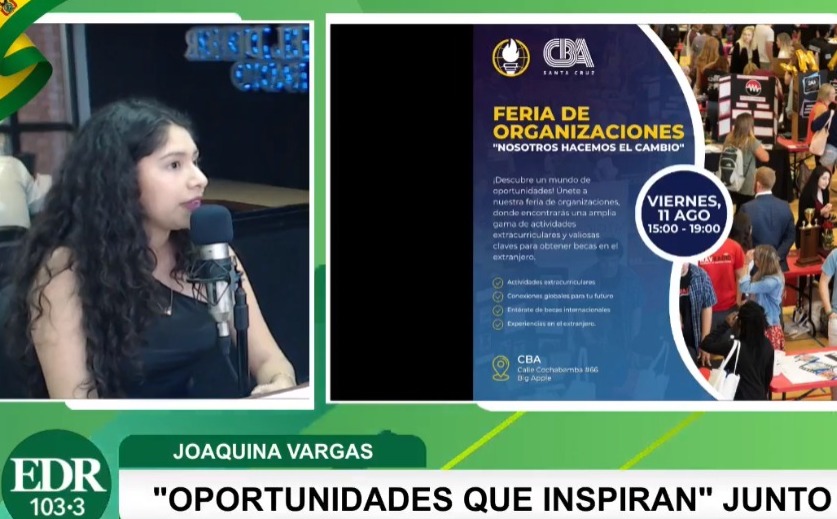 CBA
SANTA CRUZ
FERIA DE
ORGANIZACIONES
"NOSOTROS HACEMOS EL CAMBIO"
¡Descubre un mundo de
oportunidades! Únete a
nuestra feria de organizaciones,
donde encontrarás una amplia
gama de actividades
extracurriculares y valiosas
claves para obtener becas en el
extranjero.
VIERNES,
11 AGO
15:00 - 19:00
Actividades extracurriculares
Conexiones globales para tu futuro
Entérate de becas internacionales
Experiencias en el extranjero.
CBA
Calle Cochabamba #66
Big Apple
JOAQUINA VARGAS
EDR
103·3
"OPORTUNIDADES QUE INSPIRAN" JUNTO